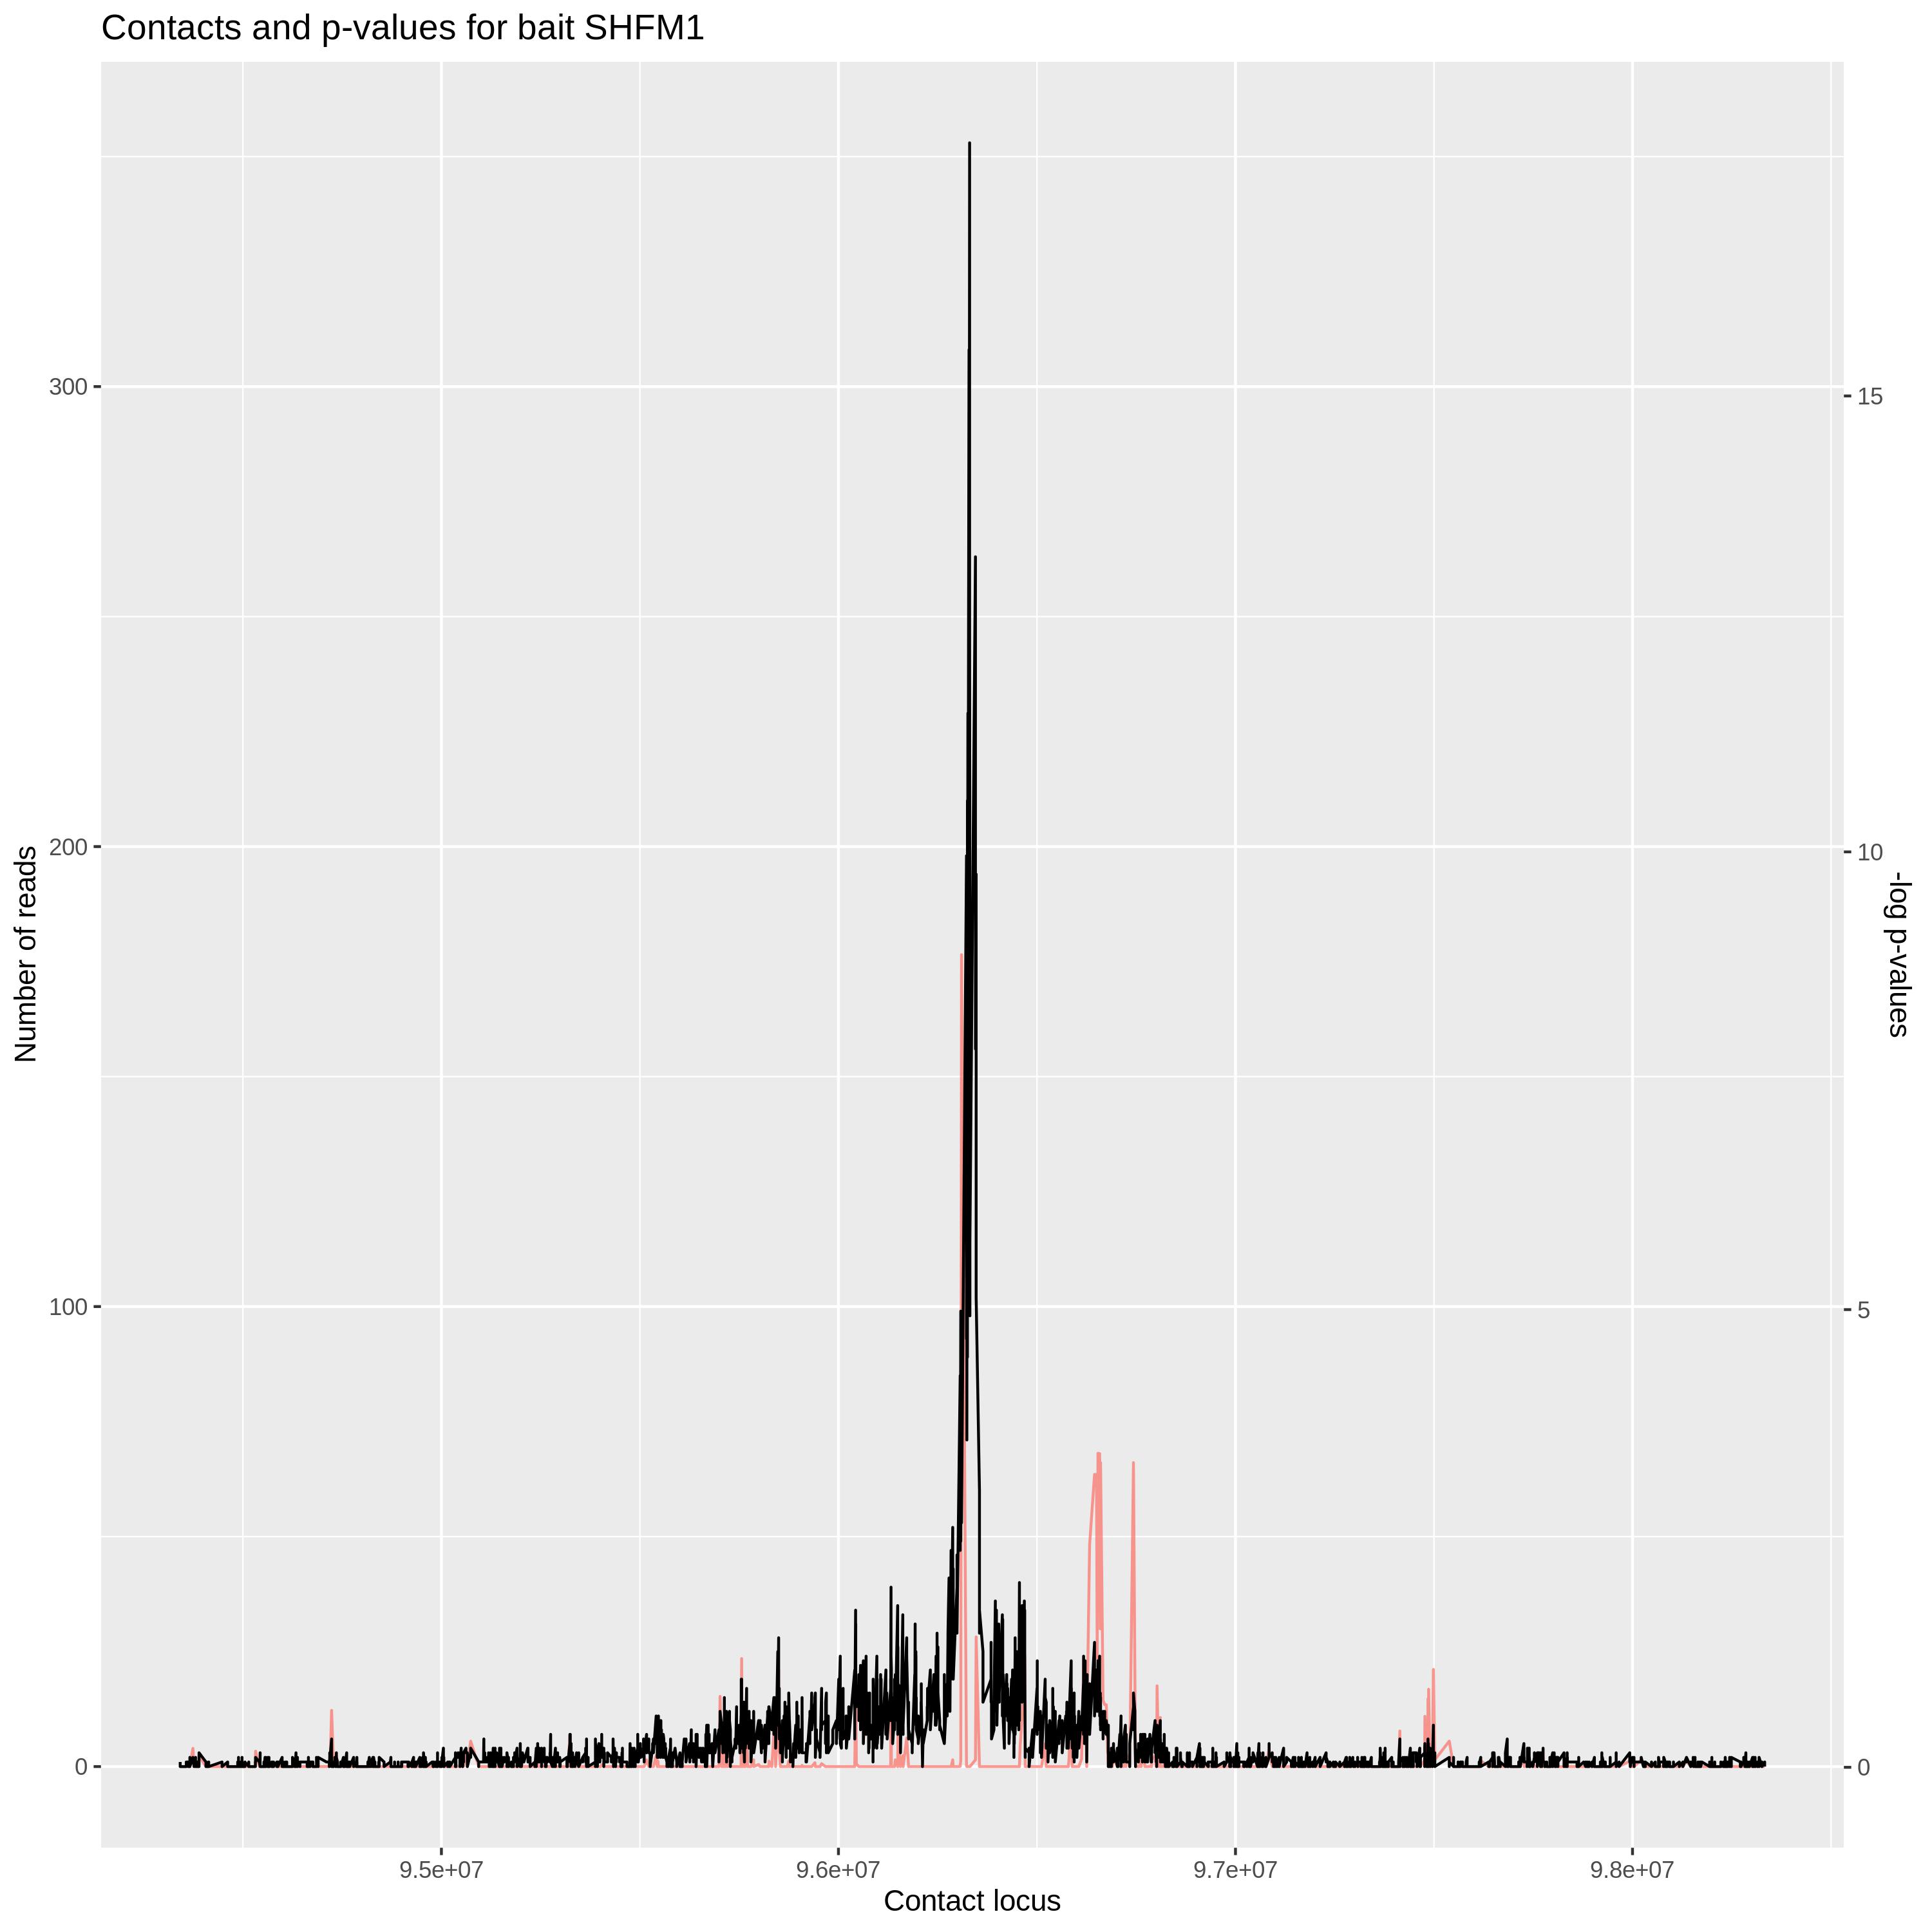 Contacts and p-values for bait SHFM1
300
200
100
0
15
10
5
0
Number of reads
-log p-values
9.5e+07
9.6e+07
9.7e+07
9.8e+07
Contact locus